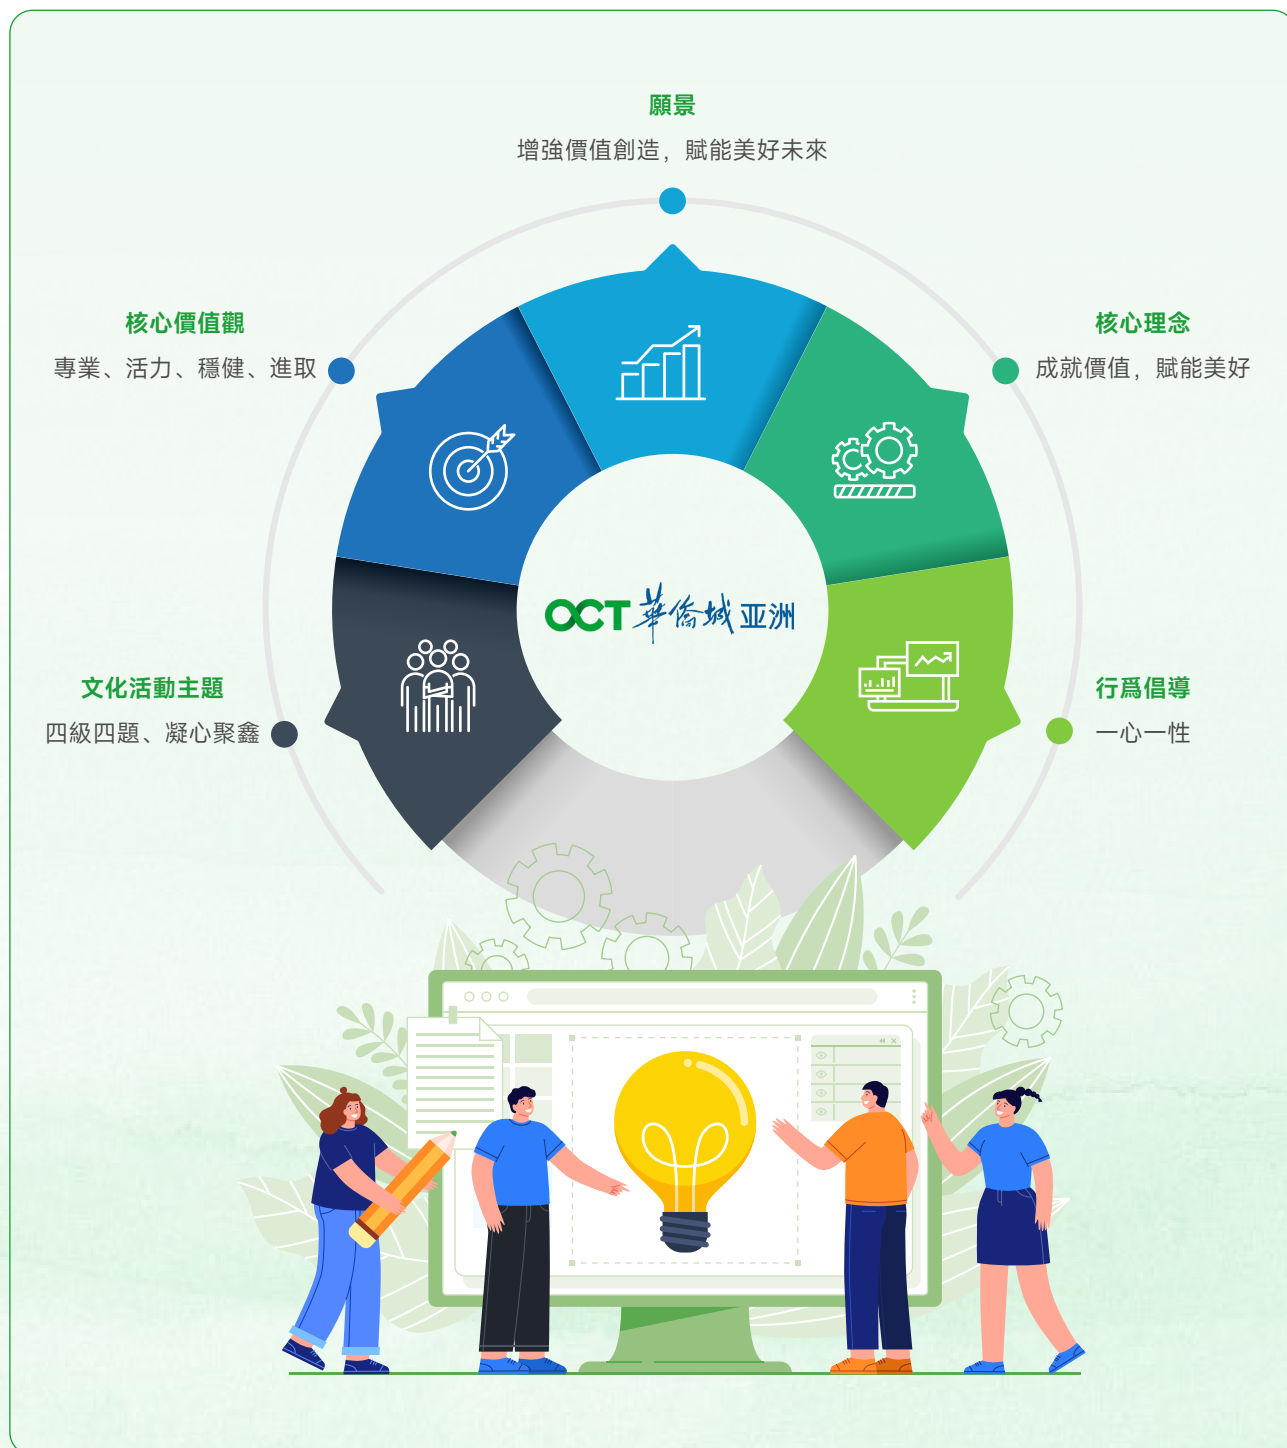 願景
增強價值創造，賦能美好未來
核心價值觀
專業、活力、穩健、進取
核心理念
成就價值，賦能美好
OCT華僑城亚洲
文化活動主題
四級四題、凝心聚鑫
行爲倡導
一心一性